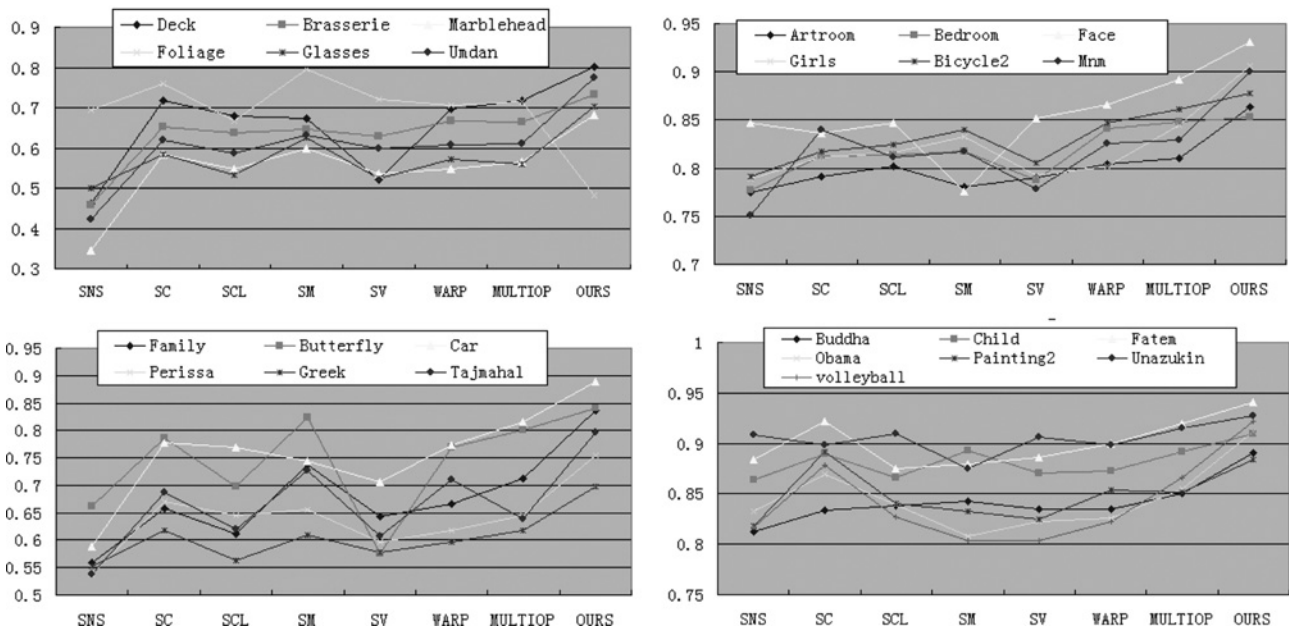 Deck Brasserie Marblehead
Foliage Glasses Umdan
0.9
0.8
0.7
0.6
0.5
0.4
0.3
SNS SC SCL SM SV WARP MULTIOP OURS
Artroom Bedroom Face
Girls Bicycle2 Mnm
0.95
0.9
0.85
0.8
0.75
0.7
SNS SC SCL SM SV WARP MULTIOP OURS
Family Butterfly Car
Perissa Greek Tajmahal
0.95
0.9
0.85
0.8
0.75
0.7
0.65
0.6
0.55
0.5
SNS SC SCL SM SV WARP MULTIOP OURS
Buddha Child Fatem
Obama Painting2 Unazukin
volleyball
1
0.95
0.9
0.85
0.8
0.75
SNS SC SCL SM SV WARP MULTIOP OURS